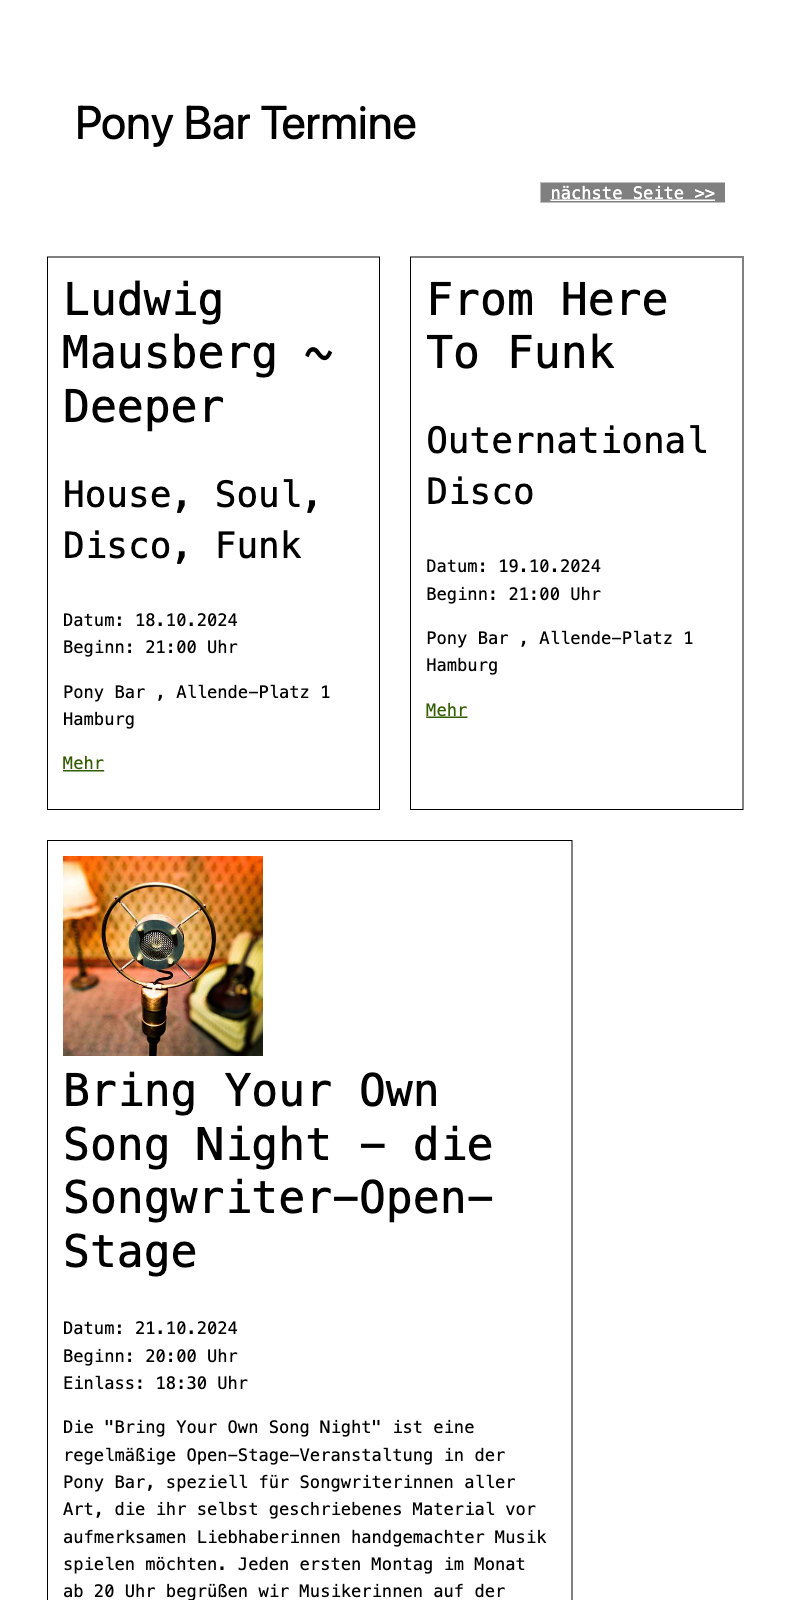 Pony Bar Termine
nächste Seite >>
Ludwig
Mausberg ~
Deeper
House, Soul,
Disco, Funk
Datum: 18.10.2024
Beginn: 21:00 Uhr
Pony Bar , Allende-Platz 1
Hamburg
Mehr
From Here
To Funk
Outernational
Disco
Datum: 19.10.2024
Beginn: 21:00 Uhr
Pony Bar , Allende-Platz 1
Hamburg
Mehr
Bring Your Own
Song Night - die
Songwriter-Open-
Stage
Datum: 21.10.2024
Beginn: 20:00 Uhr
Einlass: 18:30 Uhr
Die "Bring Your Own Song Night" ist eine
regelmäßige Open-Stage-Veranstaltung in der
Pony Bar, speziell für Songwriterinnen aller
Art, die ihr selbst geschriebenes Material vor
aufmerksamen Liebhaberinnen handgemachter Musik
spielen möchten. Jeden ersten Montag im Monat
ab 20 Uhr begrüßen wir Musikerinnen auf der